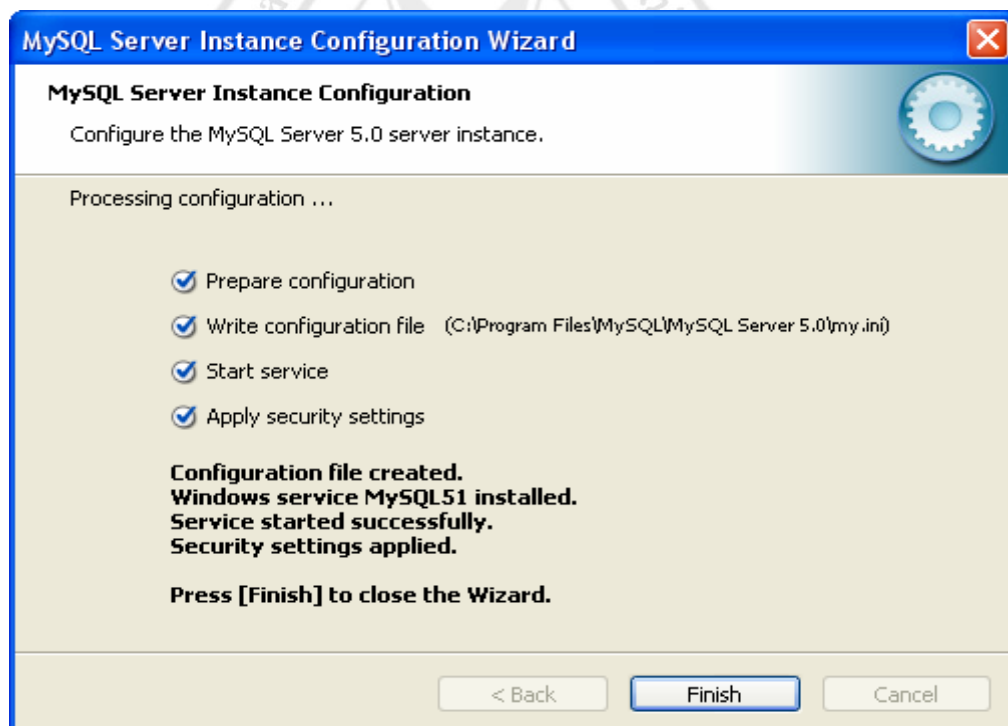 MySQL Server Instance Configuration Wizard
MySQL Server Instance Configuration
Configure the MySQL Server 5.0 server instance.
Processing configuration ...
Prepare configuration
Write configuration file (C:\Program Files\MySQL\MySQL Server 5.0\my.ini)
Start service
Apply security settings
Configuration file created.
Windows service MySQL51 installed.
Service started successfully.
Security settings applied.
Press [Finish] to close the Wizard.
< Back Finish Cancel